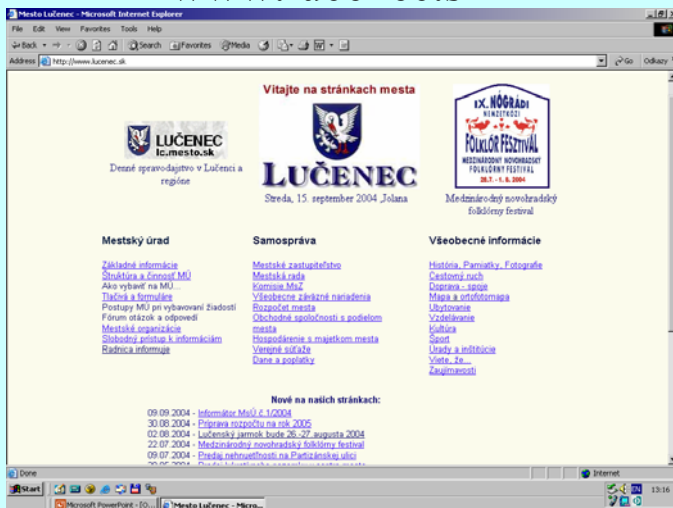 Mesto Lučenec - Microsoft Internet Explorer
File Edit View Favorites Tools Help
Back Search Favorites Media
Address http://www.lucenec.sk Go Odkazy
Vitajte na stránkach mesta
LUČENEC
lc.mesto.sk
Denné spravodajstvo v Lučenci a
regióne
LUČENEC
Streda, 15. september 2004 ,Jolana
IX. NÓGRÁDI
NEMZETKÖZI
FOLKLÓR FESZTIVÁL
MEDZINÁRODNÝ NOVOHRADSKÝ
FOLKLÓRNY FESTIVAL
Medzinárodný novohradský
folklórny festival
Mestský úrad
Základné informácie
Štruktúra a činnosť MÚ
Ako vybaviť na MÚ...
Tlačivá a formuláre
Postupy MÚ pri vybavovaní žiadostí
Fórum otázok a odpovedí
Mestské organizácie
Slobodný prístup k informáciám
Radnica informuje
Samospráva
Mestské zastupiteľstvo
Mestská rada
Komisie MsZ
Všeobecne záväzné nariadenia
Rozpočet mesta
Obchodné spoločnosti s podielom
mesta
Hospodárenie s majetkom mesta
Verejné súťaže
Dane a poplatky
Všeobecné informácie
História, Pamiatky, Fotografie
Cestovný ruch
Doprava - spoje
Mapa a ortofotomapa
Ubytovanie
Vzdelávanie
Kultúra
Šport
Úrady a inštitúcie
Viete, že...
Zaujímavosti
Nové na našich stránkach:
09.09.2004 - Informátor MsÚ č.1/2004
30.08.2004 - Príprava rozpočtu na rok 2005
02.08.2004 - Lučenský jarmok bude 26.-27.augusta 2004
22.07.2004 - Medzinárodný novohradský folklórny festival
09.07.2004 - Predaj nehnuteľnosti na Partizánskej ulici
Done Internet
Start EN 13:16
Microsoft PowerPoint - [O... Mesto Lučenec - Micro...